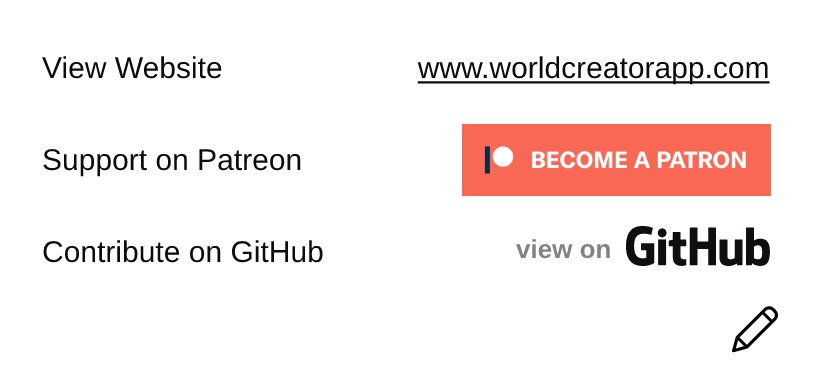 View Website www.worldcreatorapp.com
Support on Patreon BECOME A PATRON
Contribute on GitHub view on GitHub